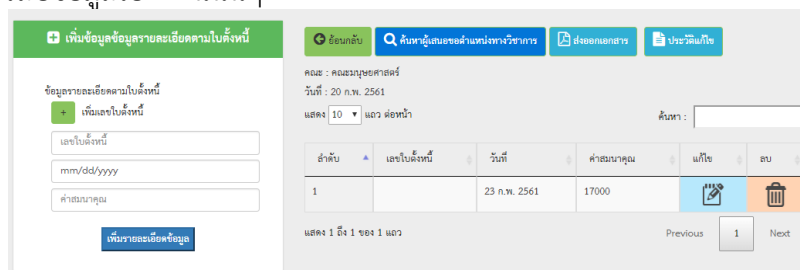 เพิ่มข้อมูลข้อมูลรายละเอียดตามใบตั้งหนี้
ข้อมูลรายละเอียดตามใบตั้งหนี้
+ เพิ่มเลขใบตั้งหนี้
เลขใบตั้งหนี้
mm/dd/yyyy
ค่าสมนาคุณ
เพิ่มรายละเอียดข้อมูล
ย้อนกลับ ค้นหาผู้เสนอขอตำแหน่งทางวิชาการ ส่งออกเอกสาร ประวัติแก้ไข
คณะ : คณะมนุษยศาสตร์
วันที่ : 20 ก.พ. 2561
แสดง 10 แถว ต่อหน้า ค้นหา :
ลำดับ เลขใบตั้งหนี้ วันที่ ค่าสมนาคุณ แก้ไข ลบ
1 23 ก.พ. 2561 17000
แสดง 1 ถึง 1 ของ 1 แถว Previous 1 Next